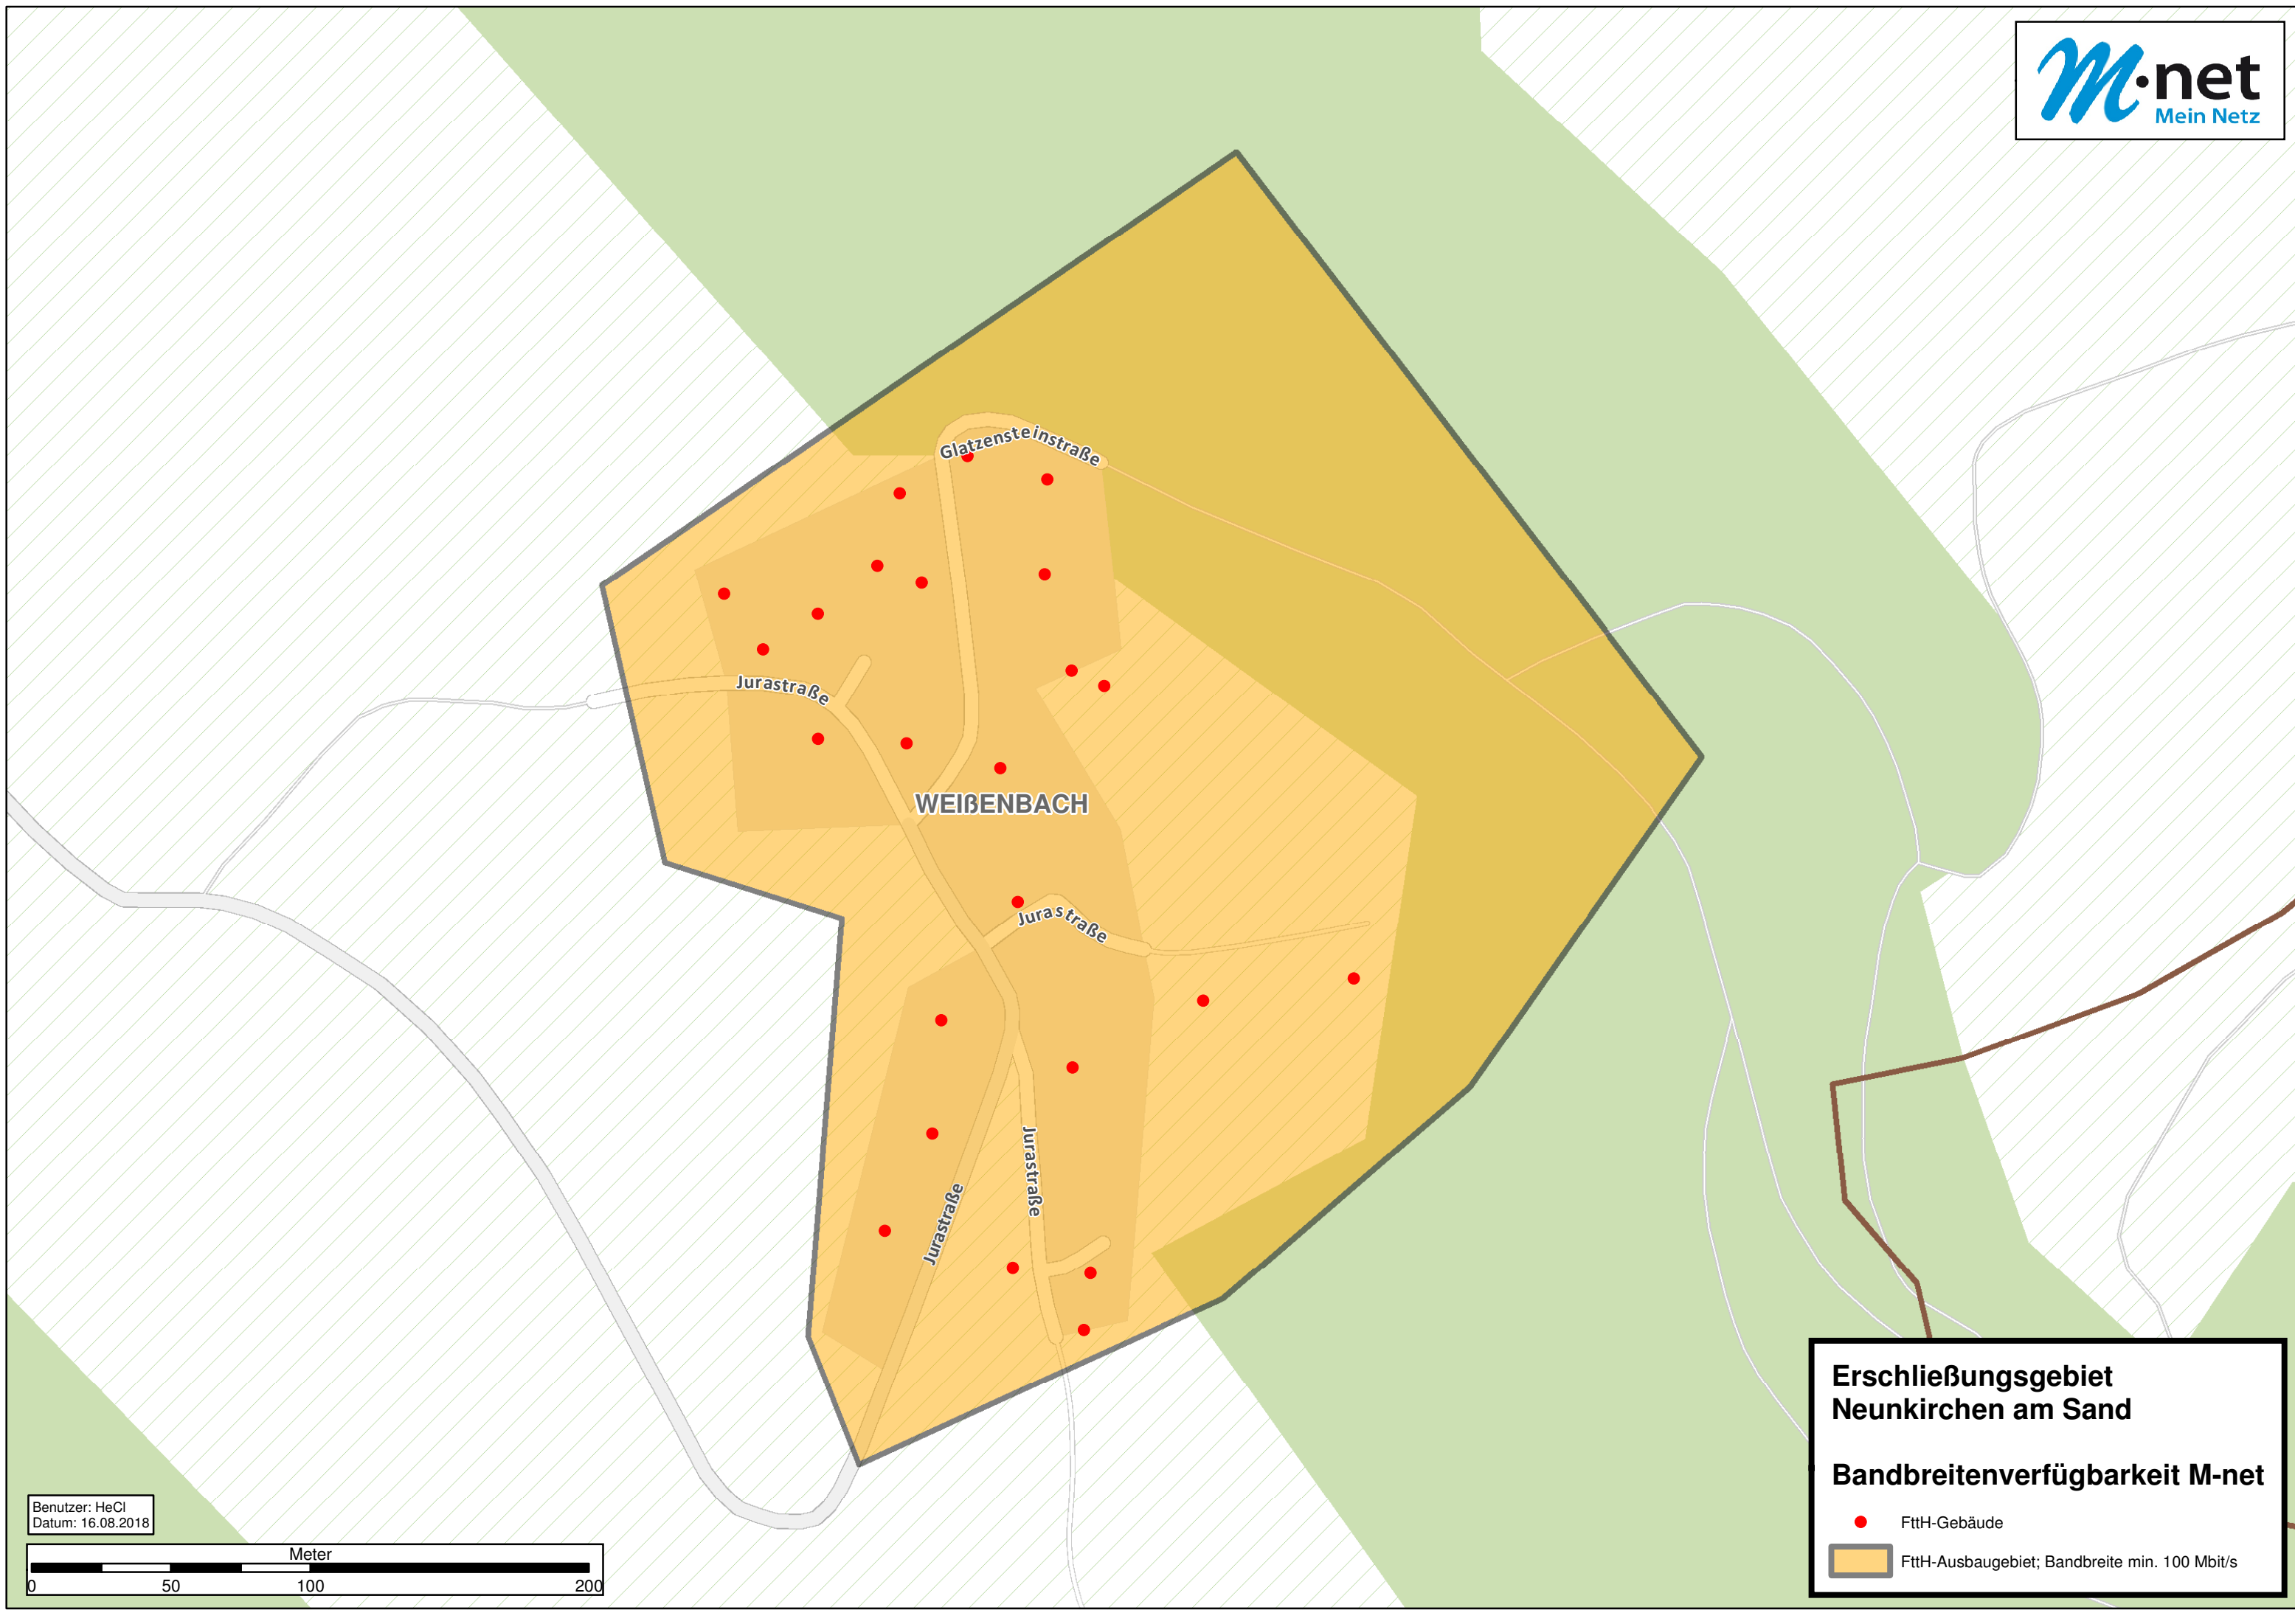 M·net
Mein Netz
Glatzensteinstraße
Jurastraße
WEIßENBACH
Jurastraße
Jurastraße
Jurastraße
Erschließungsgebiet
Neunkirchen am Sand
Bandbreitenverfügbarkeit M-net
FttH-Gebäude
FttH-Ausbaugebiet; Bandbreite min. 100 Mbit/s
Benutzer: HeCl
Datum: 16.08.2018
Meter
0 50 100 200